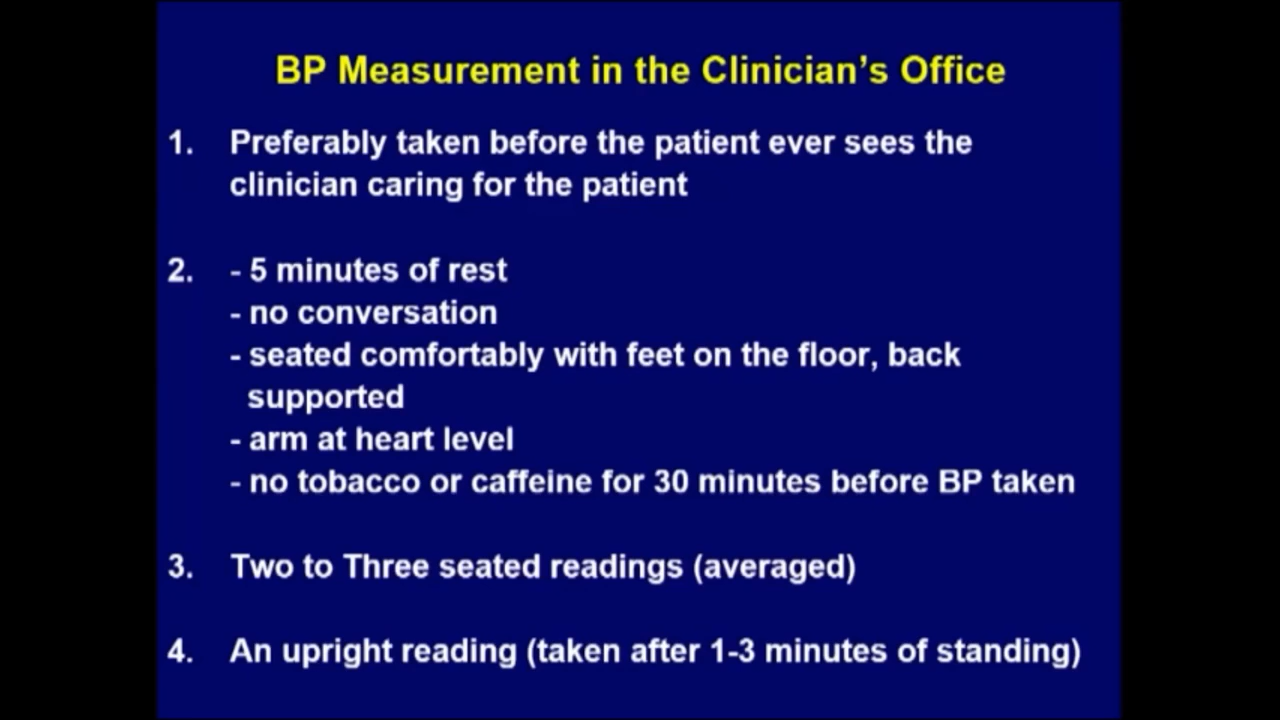 BP Measurement in the Clinician's Office
1. Preferably taken before the patient ever sees the
clinician caring for the patient
2. - 5 minutes of rest
- no conversation
- seated comfortably with feet on the floor, back
supported
- arm at heart level
- no tobacco or caffeine for 30 minutes before BP taken
3. Two to Three seated readings (averaged)
4. An upright reading (taken after 1-3 minutes of standing)